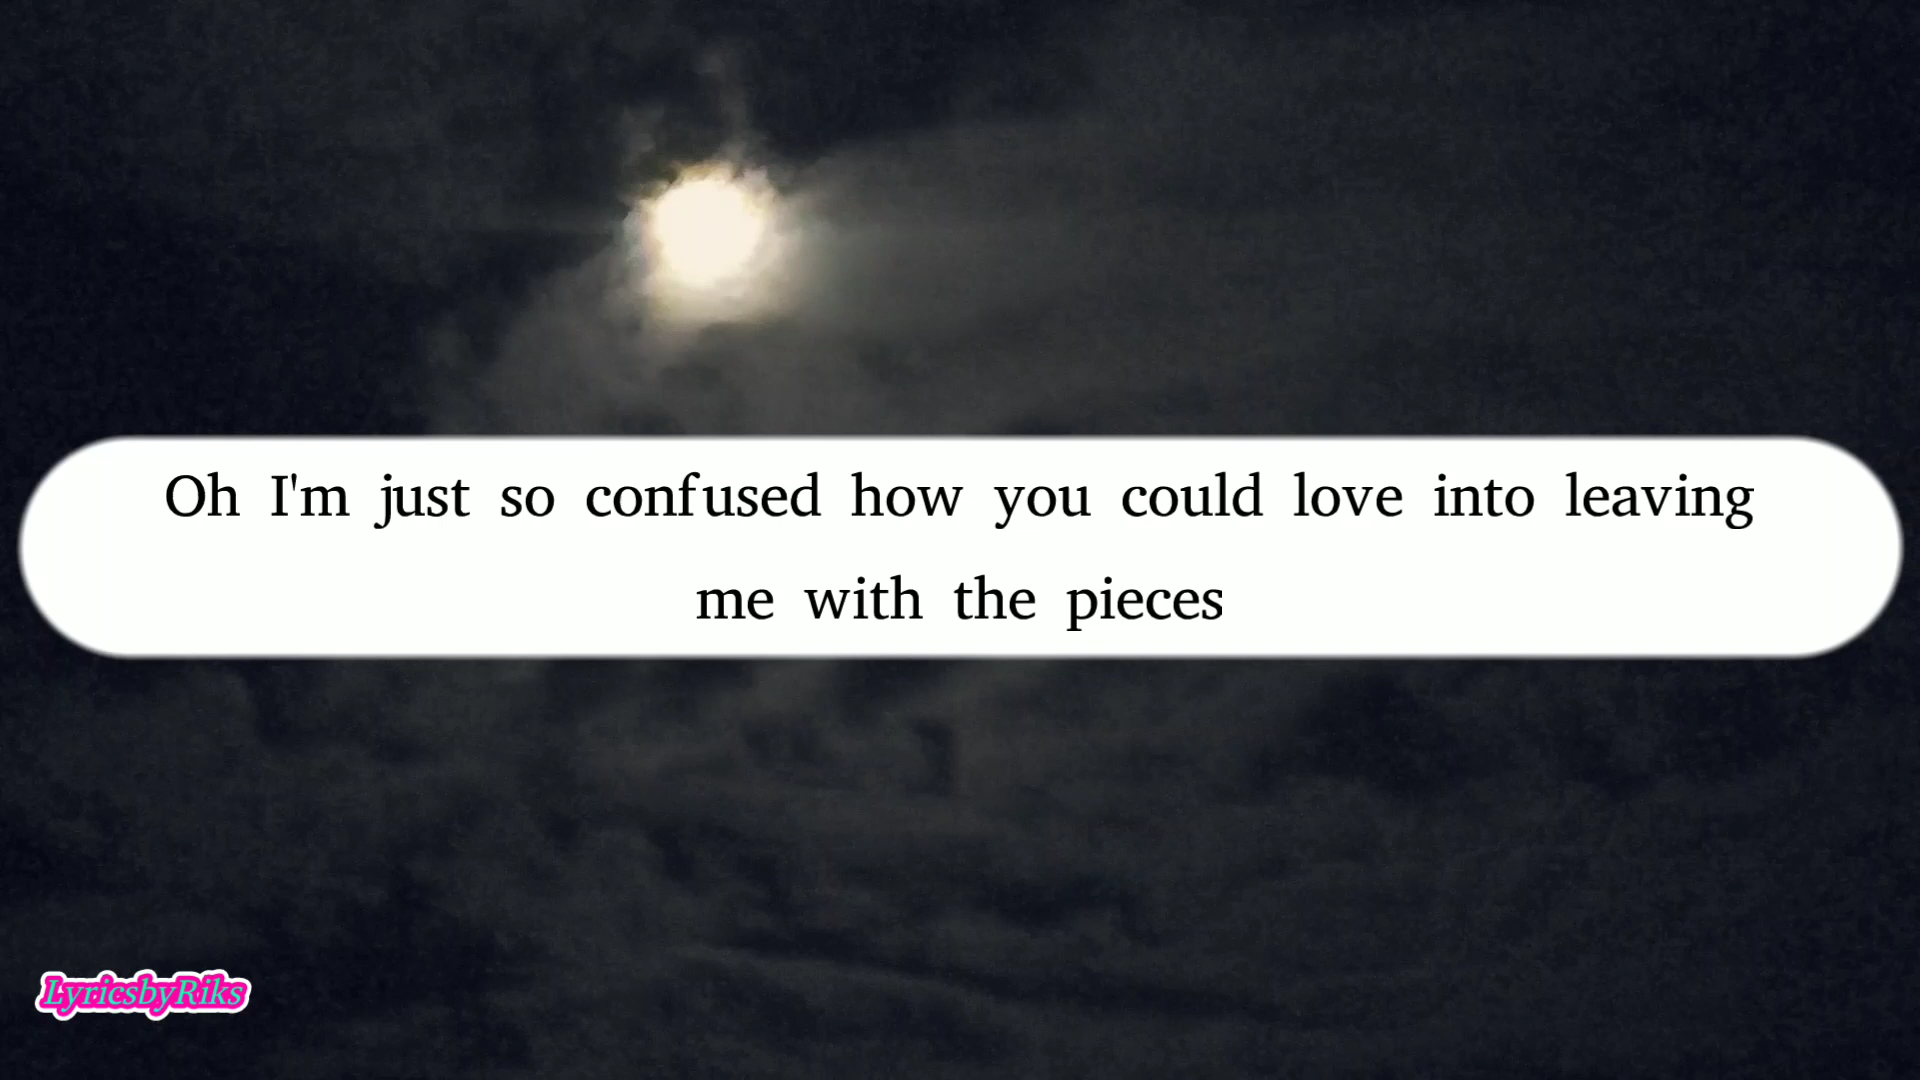 Oh I'm just so confused how you could love into leaving
me with the pieces
LyricsbyRiks